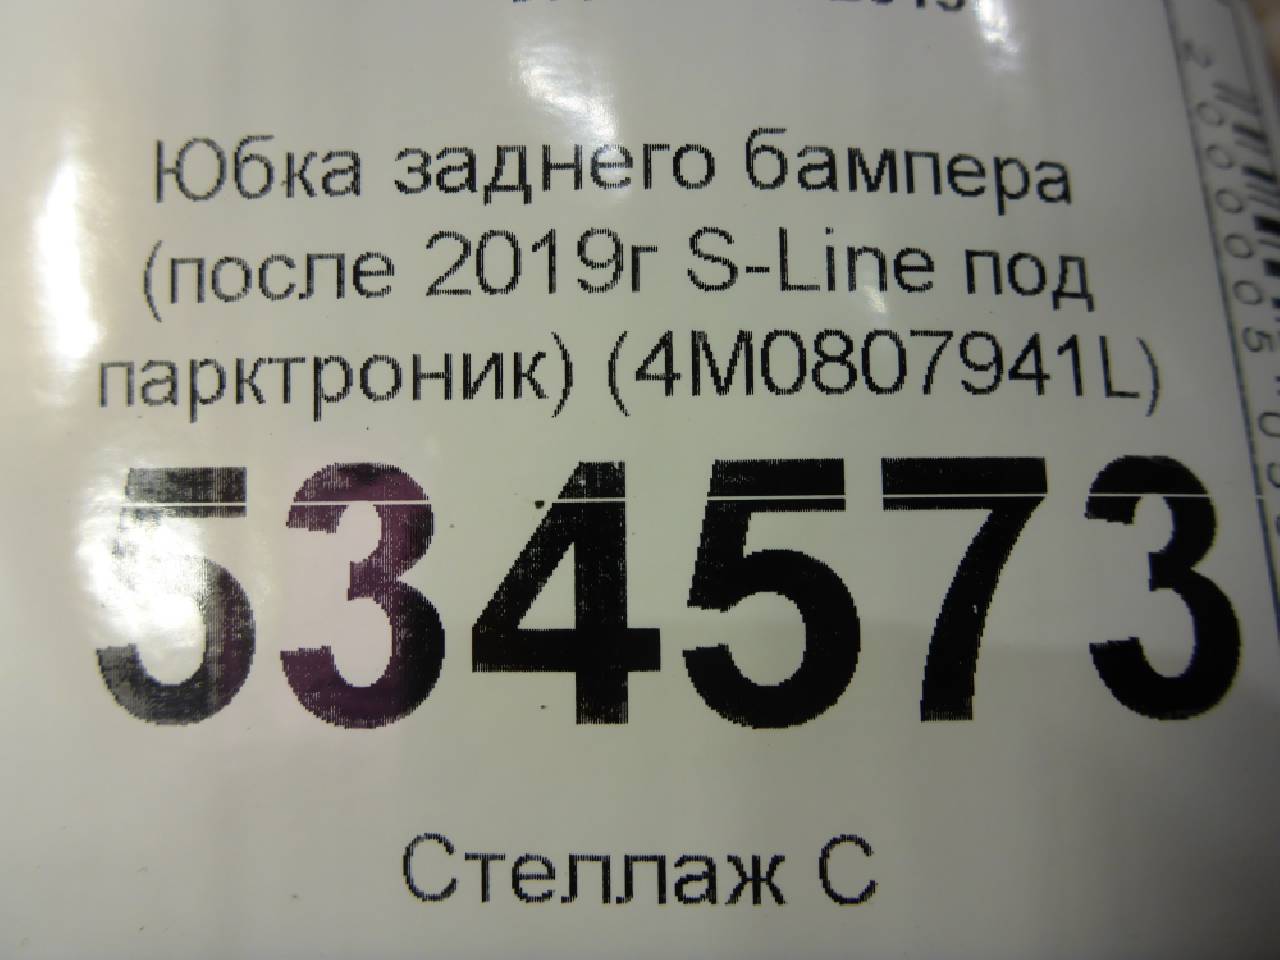 Юбка заднего бампера
(после 2019г S-Line под
парктроник) (4M0807941L)
534573
Стеллаж С